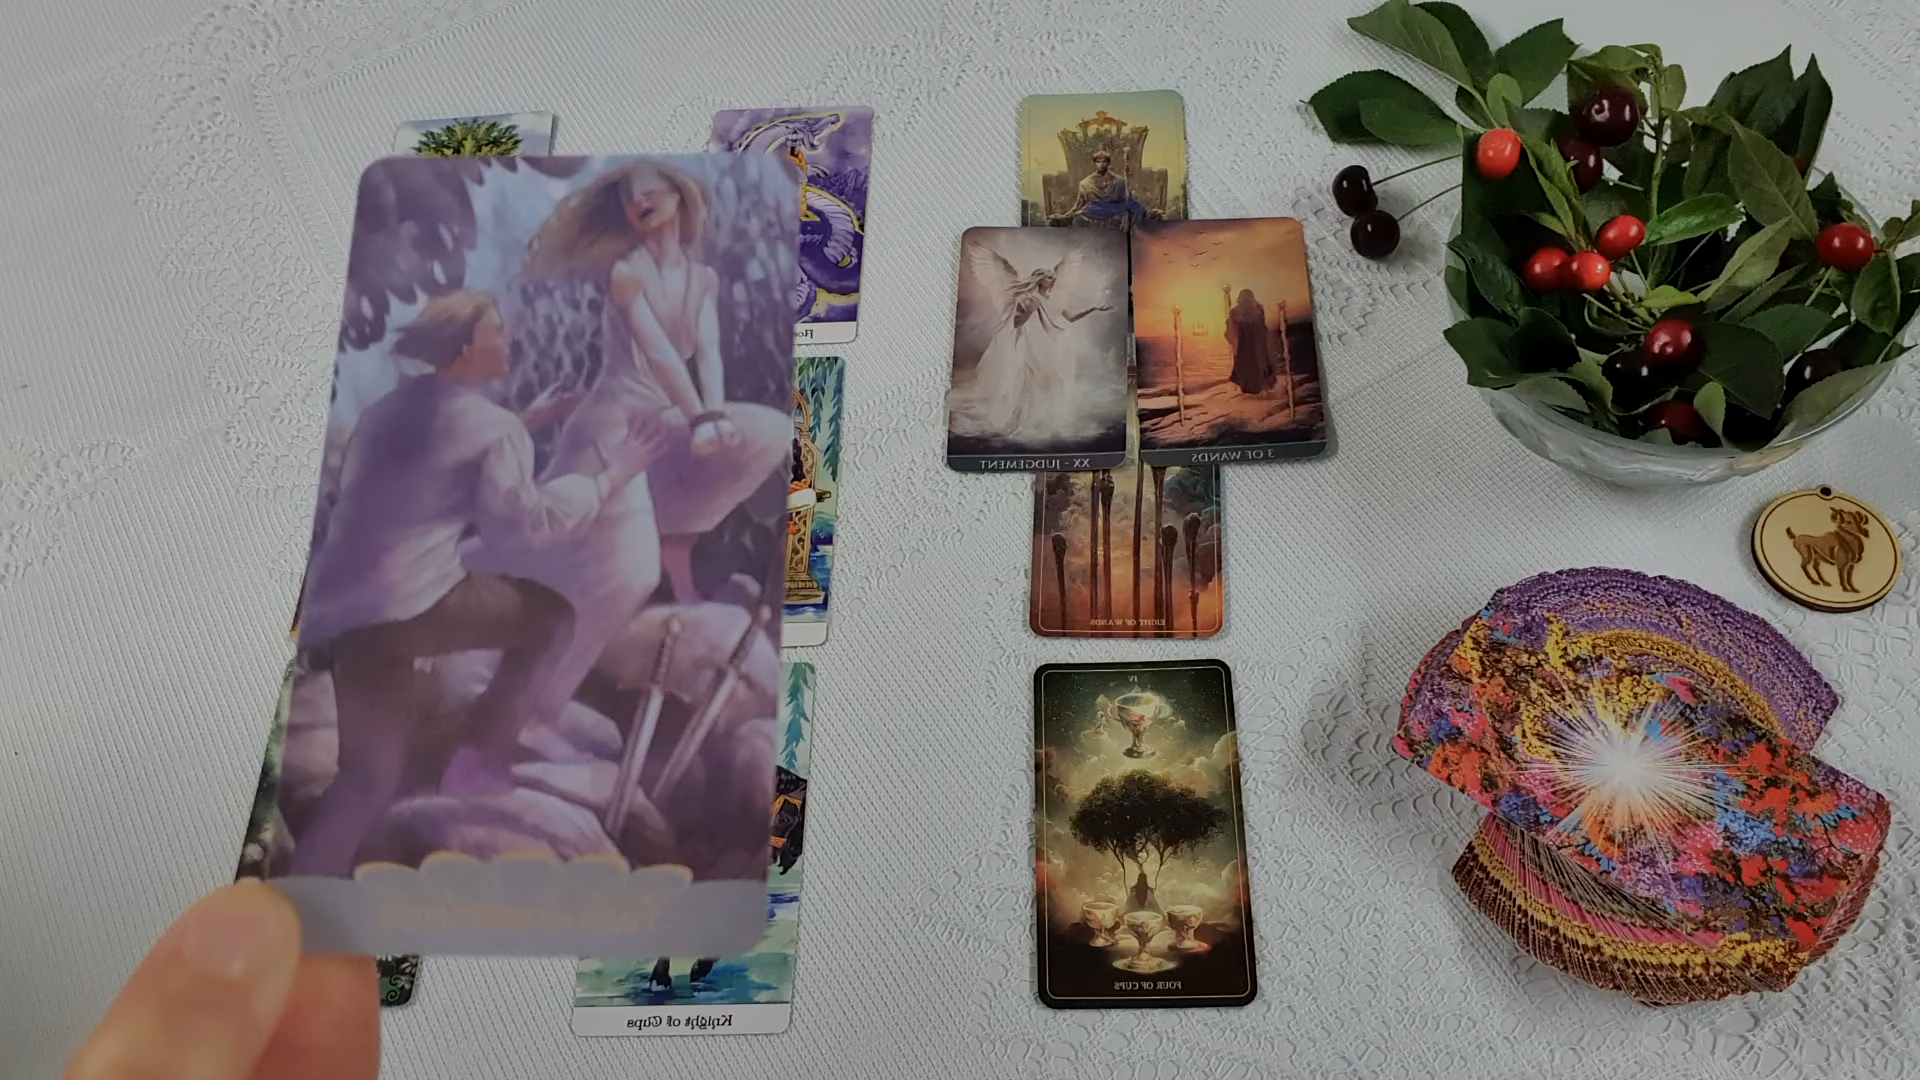 XX - JUDGEMENT
3 OF WANDS
EIGHT OF WANDS
IV
FOUR OF CUPS
Knight of Cups